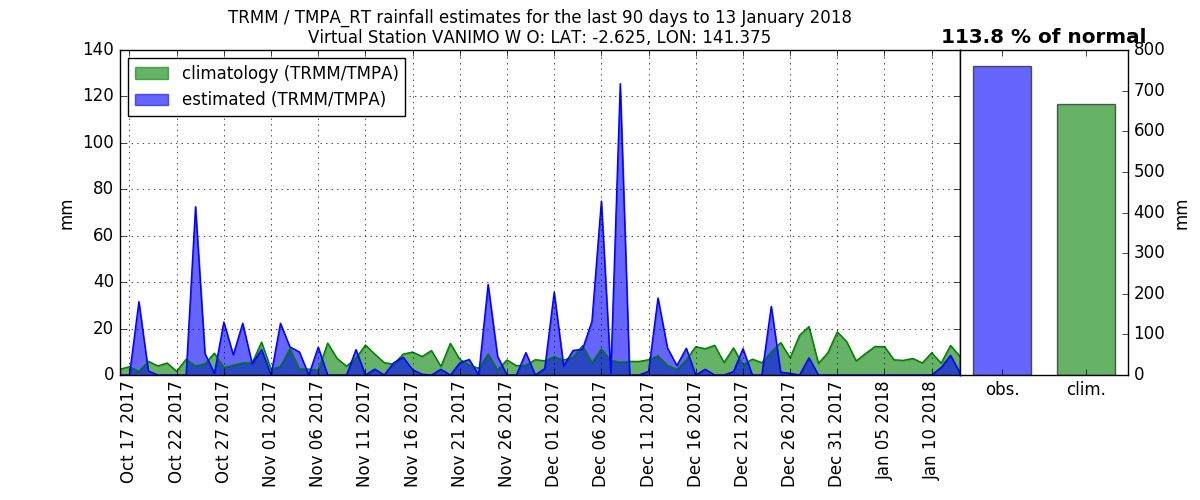 TRMM / TMPA_RT rainfall estimates for the last 90 days to 13 January 2018
Virtual Station VANIMO W O: LAT: -2.625, LON: 141.375
113.8 % of normal
climatology (TRMM/TMPA)
estimated (TRMM/TMPA)
140
120
100
80
60
40
20
0
mm
Oct 17 2017
Oct 22 2017
Oct 27 2017
Nov 01 2017
Nov 06 2017
Nov 11 2017
Nov 16 2017
Nov 21 2017
Nov 26 2017
Dec 01 2017
Dec 06 2017
Dec 11 2017
Dec 16 2017
Dec 21 2017
Dec 26 2017
Dec 31 2017
Jan 05 2018
Jan 10 2018
800
700
600
500
400
300
200
100
0
mm
obs.
clim.